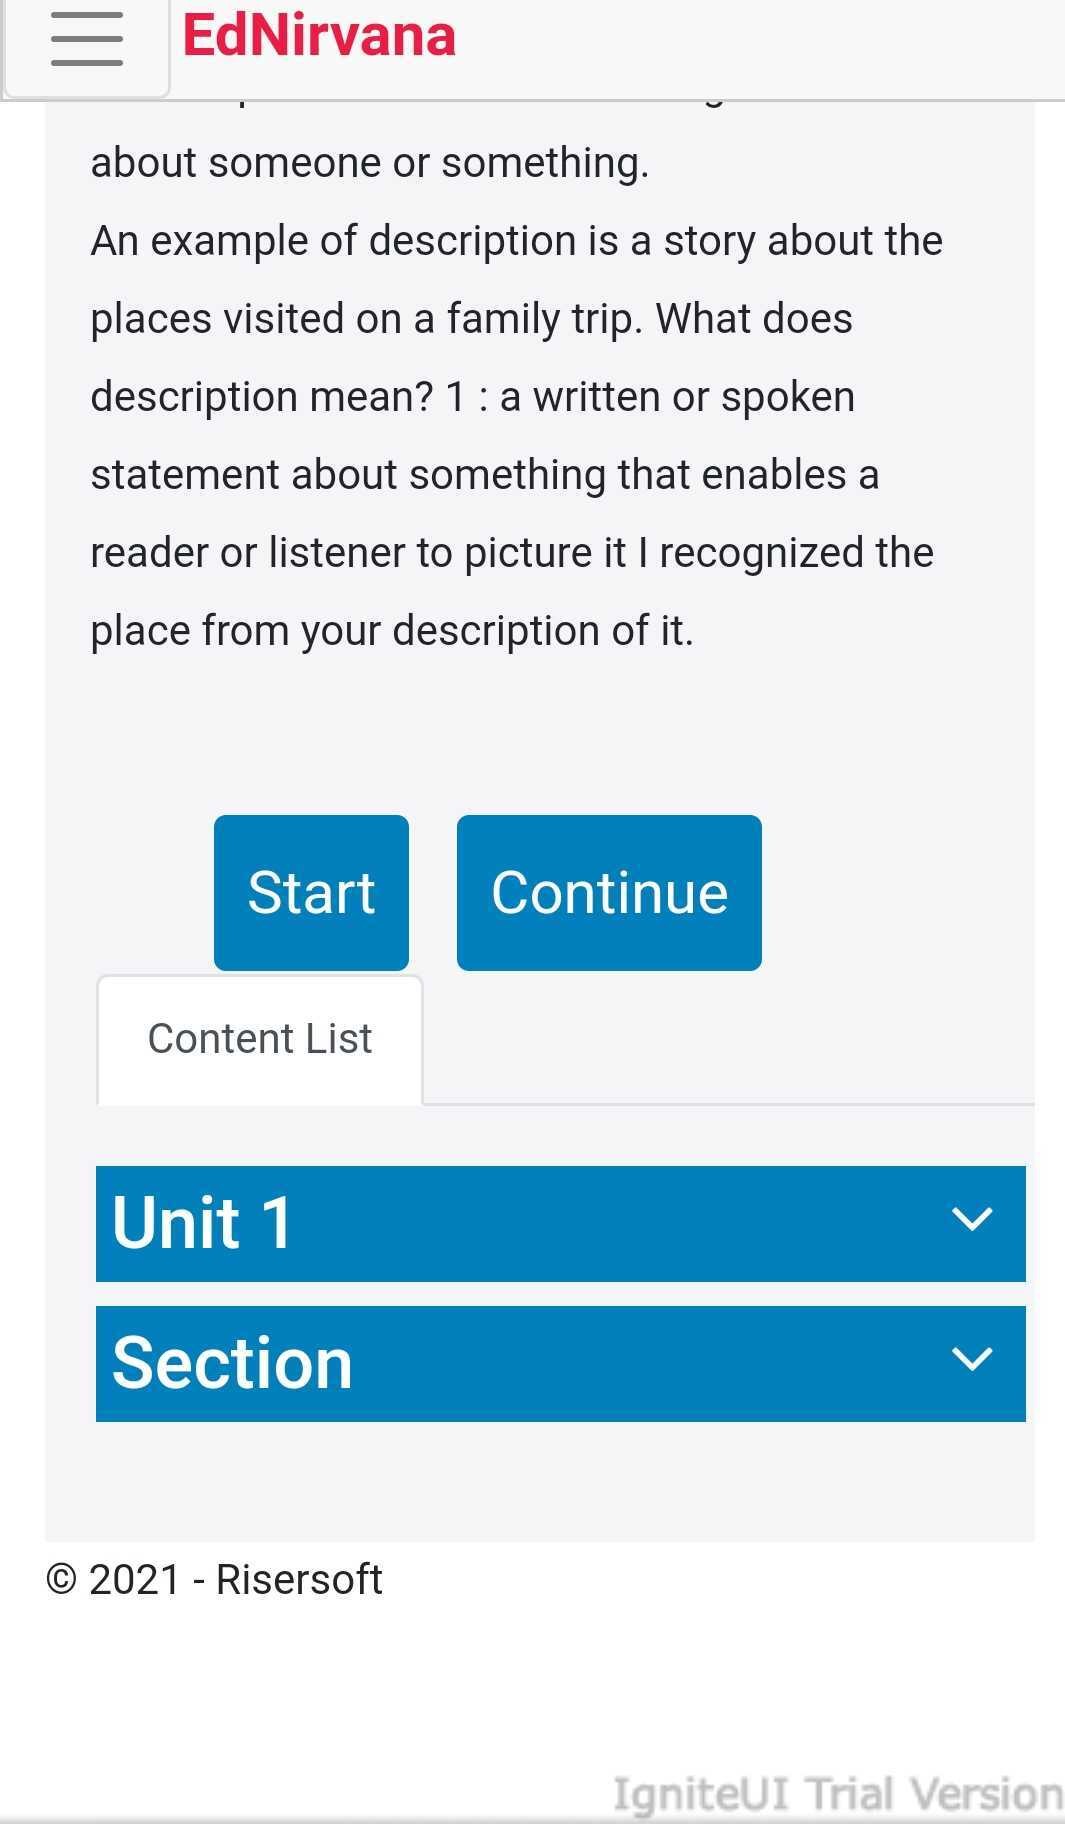 EdNirvana
about someone or something.
An example of description is a story about the
places visited on a family trip. What does
description mean? 1 : a written or spoken
statement about something that enables a
reader or listener to picture it I recognized the
place from your description of it.
Start Continue
Content List
Unit 1
Section
© 2021 - Risersoft
IgniteUI Trial Version